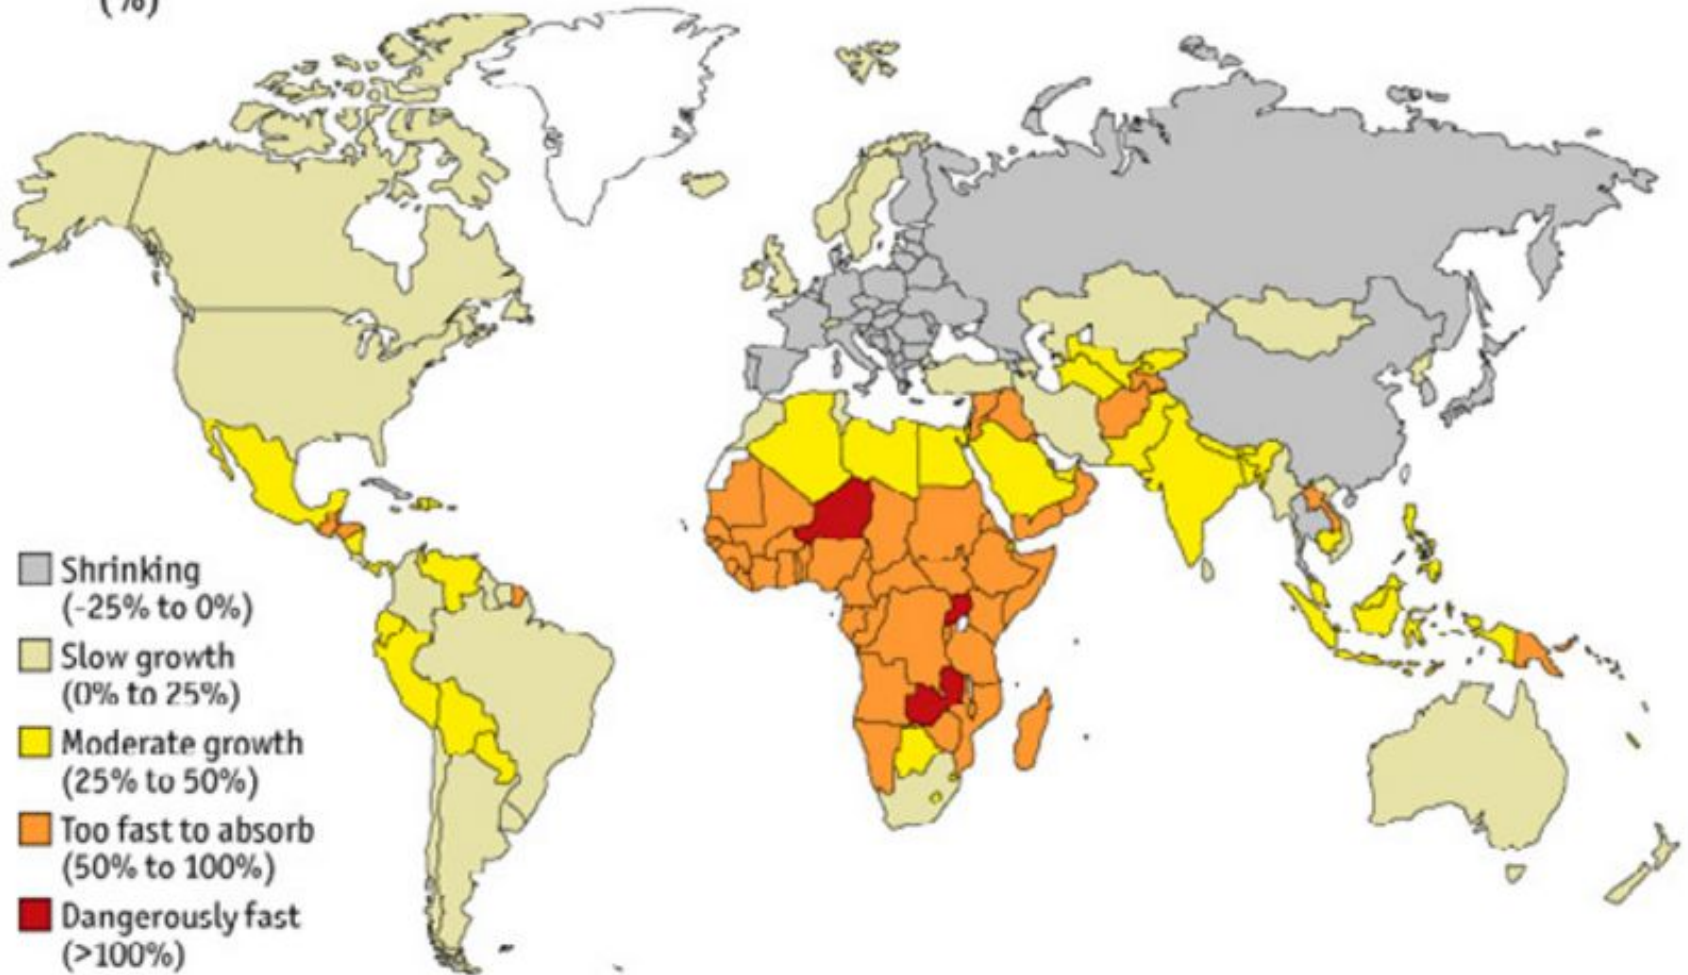 (%)
Shrinking
(-25% to 0%)
Slow growth
(0% to 25%)
Moderate growth
(25% to 50%)
Too fast to absorb
(50% to 100%)
Dangerously fast
(>100%)